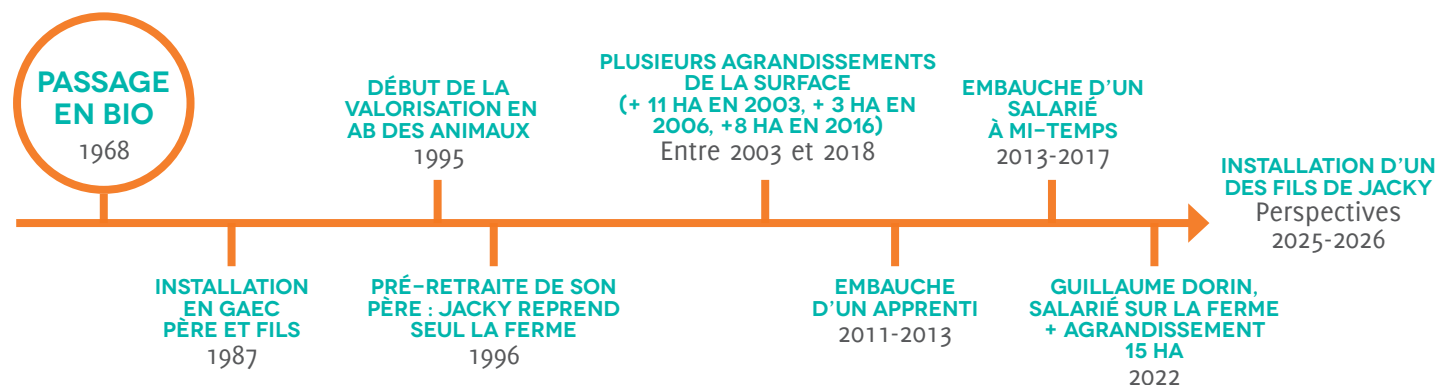 PASSAGE
EN BIO
1968
INSTALLATION
EN GAEC
PÈRE ET FILS
1987
DÉBUT DE LA
VALORISATION EN
AB DES ANIMAUX
1995
PRÉ-RETRAITE DE SON
PÈRE : JACKY REPREND
SEUL LA FERME
1996
PLUSIEURS AGRANDISSEMENTS
DE LA SURFACE
(+ 11 HA EN 2003, + 3 HA EN
2006, +8 HA EN 2016)
Entre 2003 et 2018
EMBAUCHE
D'UN APPRENTI
2011-2013
EMBAUCHE D'UN
SALARIÉ
À MI-TEMPS
2013-2017
GUILLAUME DORIN,
SALARIÉ SUR LA FERME
+ AGRANDISSEMENT
15 HA
2022
INSTALLATION D'UN
DES FILS DE JACKY
Perspectives
2025-2026